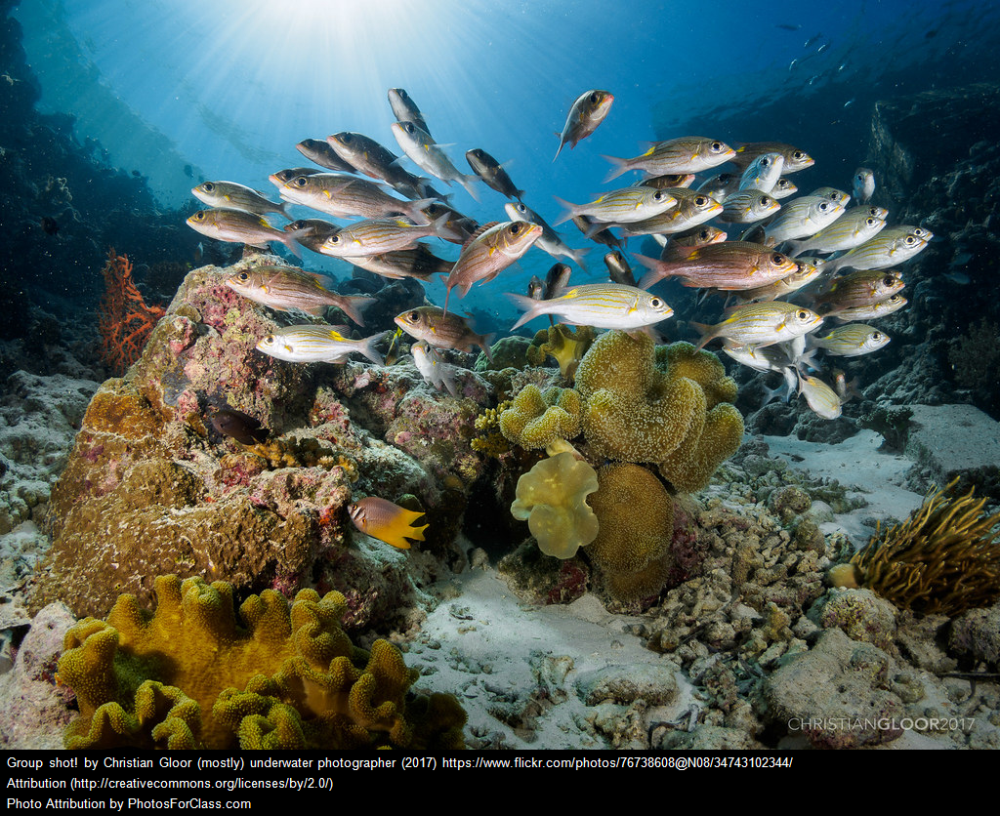 CHRISTIANGLOOR2017
Group shot! by Christian Gloor (mostly) underwater photographer (2017) https://www.flickr.com/photos/76738608@N08/34743102344/
Attribution (http://creativecommons.org/licenses/by/2.0/)
Photo Attribution by PhotosForClass.com